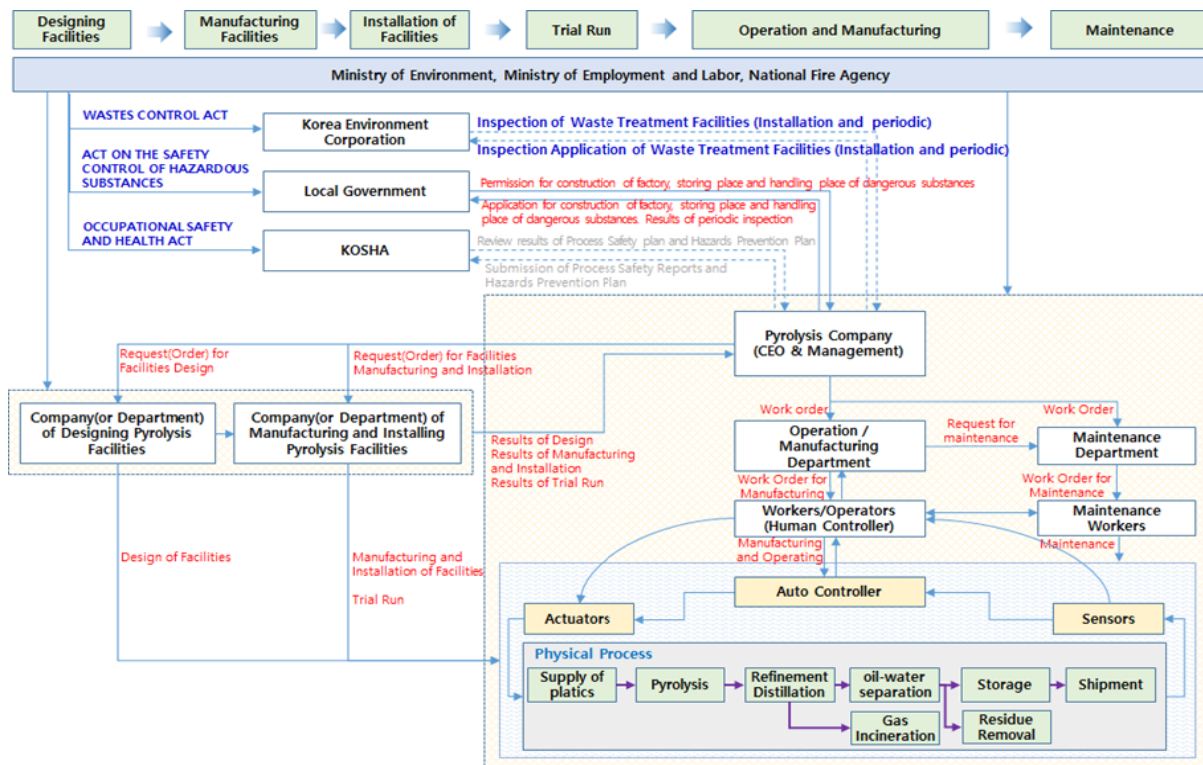 Designing
Facilities
Manufacturing
Facilities
Installation of
Facilities
Trial Run
Operation and Manufacturing
Maintenance
Ministry of Environment, Ministry of Employment and Labor, National Fire Agency
WASTES CONTROL ACT
Korea Environment
Corporation
Inspection of Waste Treatment Facilities (Installation and periodic)
Inspection Application of Waste Treatment Facilities (Installation and periodic)
ACT ON THE SAFETY
CONTROL OF HAZARDOUS
SUBSTANCES
Local Government
Permission for construction of factory, storing place and handling place of dangerous substances
Application for construction of factory, storing place and handling
place of dangerous substances. Results of periodic inspection
OCCUPATIONAL SAFETY
AND HEALTH ACT
KOSHA
Review results of Process Safety plan and Hazards Prevention Plan
Submission of Process Safety Reports and
Hazards Prevention Plan
Pyrolysis Company
(CEO & Management)
Request(Order) for
Facilities Design
Request(Order) for Facilities
Manufacturing and Installation
Company(or Department)
of Designing Pyrolysis
Facilities
Company(or Department) of
Manufacturing and Installing
Pyrolysis Facilities
Results of Design
Results of Manufacturing
and Installation
Results of Trial Run
Work order
Work Order
Operation /
Manufacturing
Department
Request for
maintenance
Maintenance
Department
Work Order for
Manufacturing
Work Order for
Maintenance
Workers/Operators
(Human Controller)
Maintenance
Workers
Manufacturing
and Operating
Maintenance
Design of Facilities
Manufacturing and
Installation of Facilities
Trial Run
Auto Controller
Actuators
Sensors
Physical Process
Supply of
platics
Pyrolysis
Refinement
Distillation
oil-water
separation
Storage
Shipment
Gas
Incineration
Residue
Removal